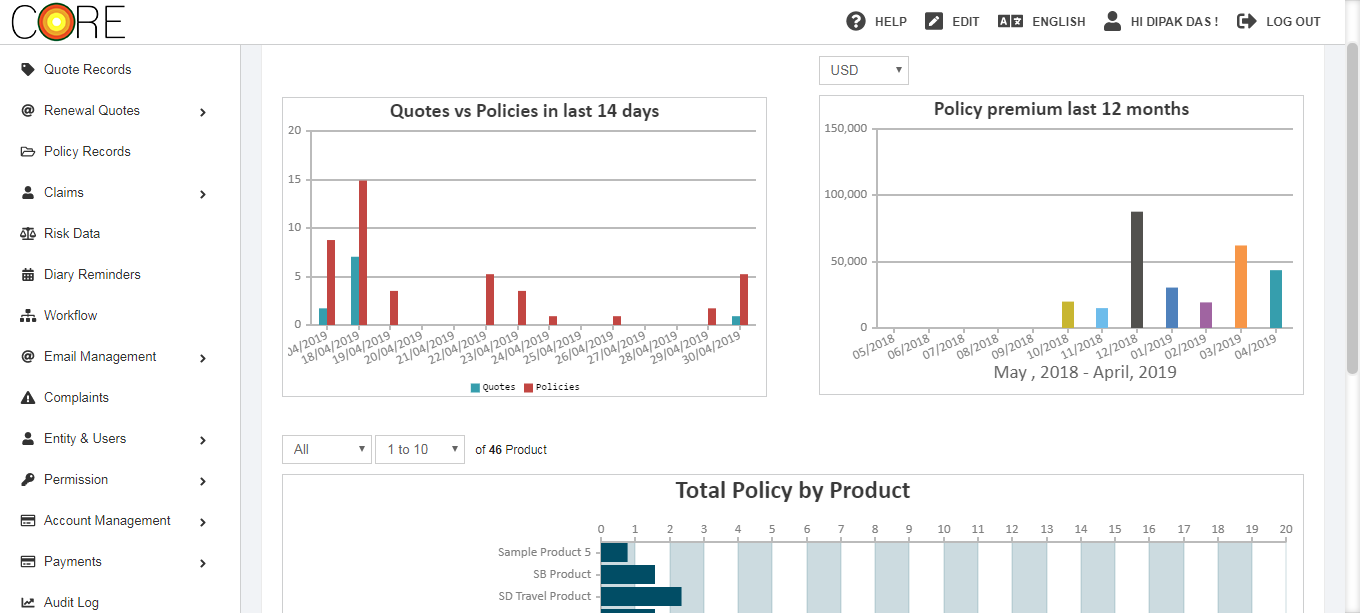 CORE
HELP
EDIT
ENGLISH
HI DIPAK DAS !
LOG OUT
Quote Records
Renewal Quotes
Policy Records
Claims
Risk Data
Diary Reminders
Workflow
Email Management
Complaints
Entity & Users
Permission
Account Management
Payments
Audit Log
Quotes vs Policies in last 14 days
20
15
10
5
0
04/2019 18/04/2019 19/04/2019 20/04/2019 21/04/2019 22/04/2019 23/04/2019 24/04/2019 25/04/2019 26/04/2019 27/04/2019 28/04/2019 29/04/2019 30/04/2019
Quotes Policies
USD
Policy premium last 12 months
150,000
100,000
50,000
0
05/2018 06/2018 07/2018 08/2018 09/2018 10/2018 11/2018 12/2018 01/2019 02/2019 03/2019 04/2019
May , 2018 - April, 2019
All 1 to 10 of 46 Product
Total Policy by Product
0 1 2 3 4 5 6 7 8 9 10 11 12 13 14 15 16 17 18 19 20
Sample Product 5
SB Product
SD Travel Product